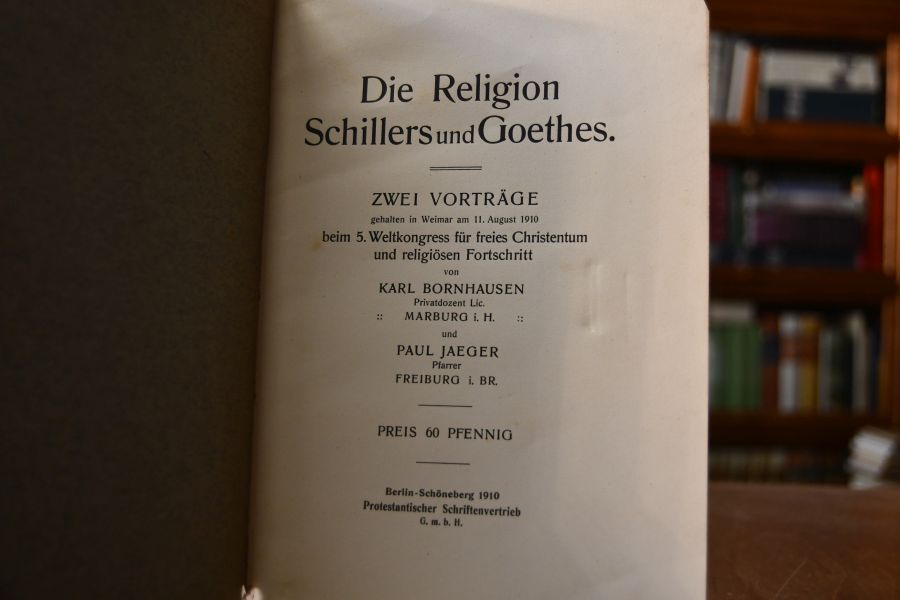 Die Religion
Schillers und Goethes.
ZWEI VORTRÄGE
gehalten in Weimar am 11. August 1910
beim 5. Weltkongress für freies Christentum
und religiösen Fortschritt
von
KARL BORNHAUSEN
Privatdozent Lic.
:: MARBURG i. H. ::
und
PAUL JAEGER
Pfarrer
FREIBURG i. BR.
PREIS 60 PFENNIG
Berlin-Schöneberg 1910
Protestantischer Schriftenvertrieb
G. m. b. H.